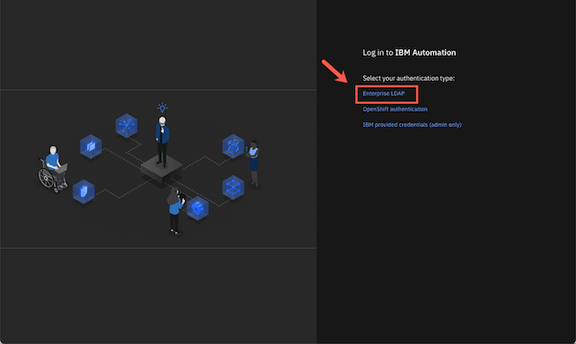 Log in to IBM Automation
Select your authentication type:
Enterprise LDAP
OpenShift authentication
IBM provided credentials (admin only)